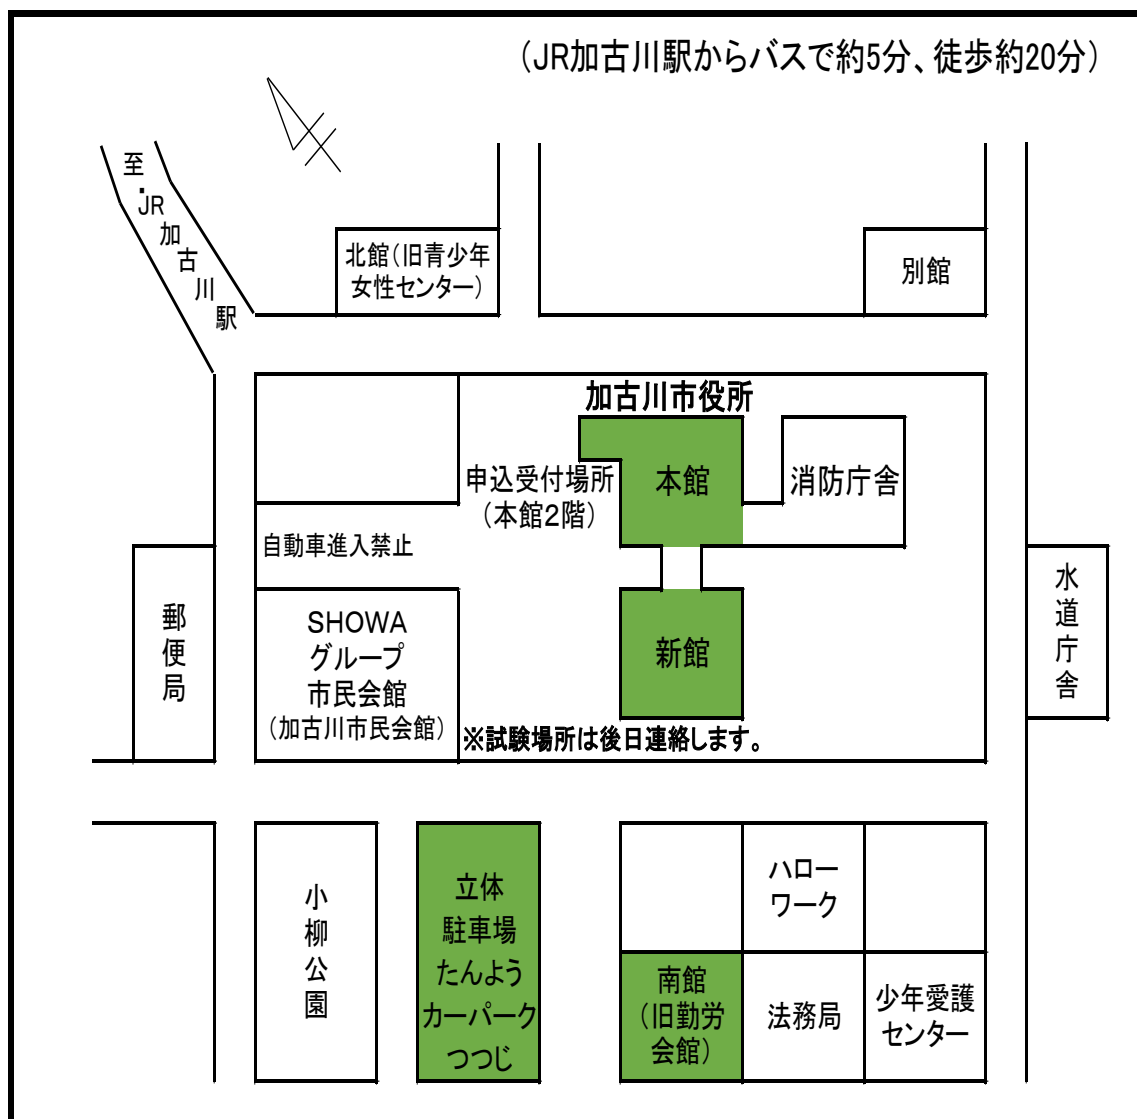 (JR加古川駅からバスで約5分、徒歩約20分)
至・JR加古川駅
北館(旧青少年
女性センター)
別館
加古川市役所
申込受付場所
(本館2階)
本館
消防庁舎
自動車進入禁止
郵便局
SHOWA
グループ
市民会館
(加古川市民会館)
新館
水道庁舎
※試験場所は後日連絡します。
小柳公園
立体
駐車場
たんよう
カーパーク
つつじ
ハロー
ワーク
南館
(旧勤労
会館)
法務局
少年愛護
センター